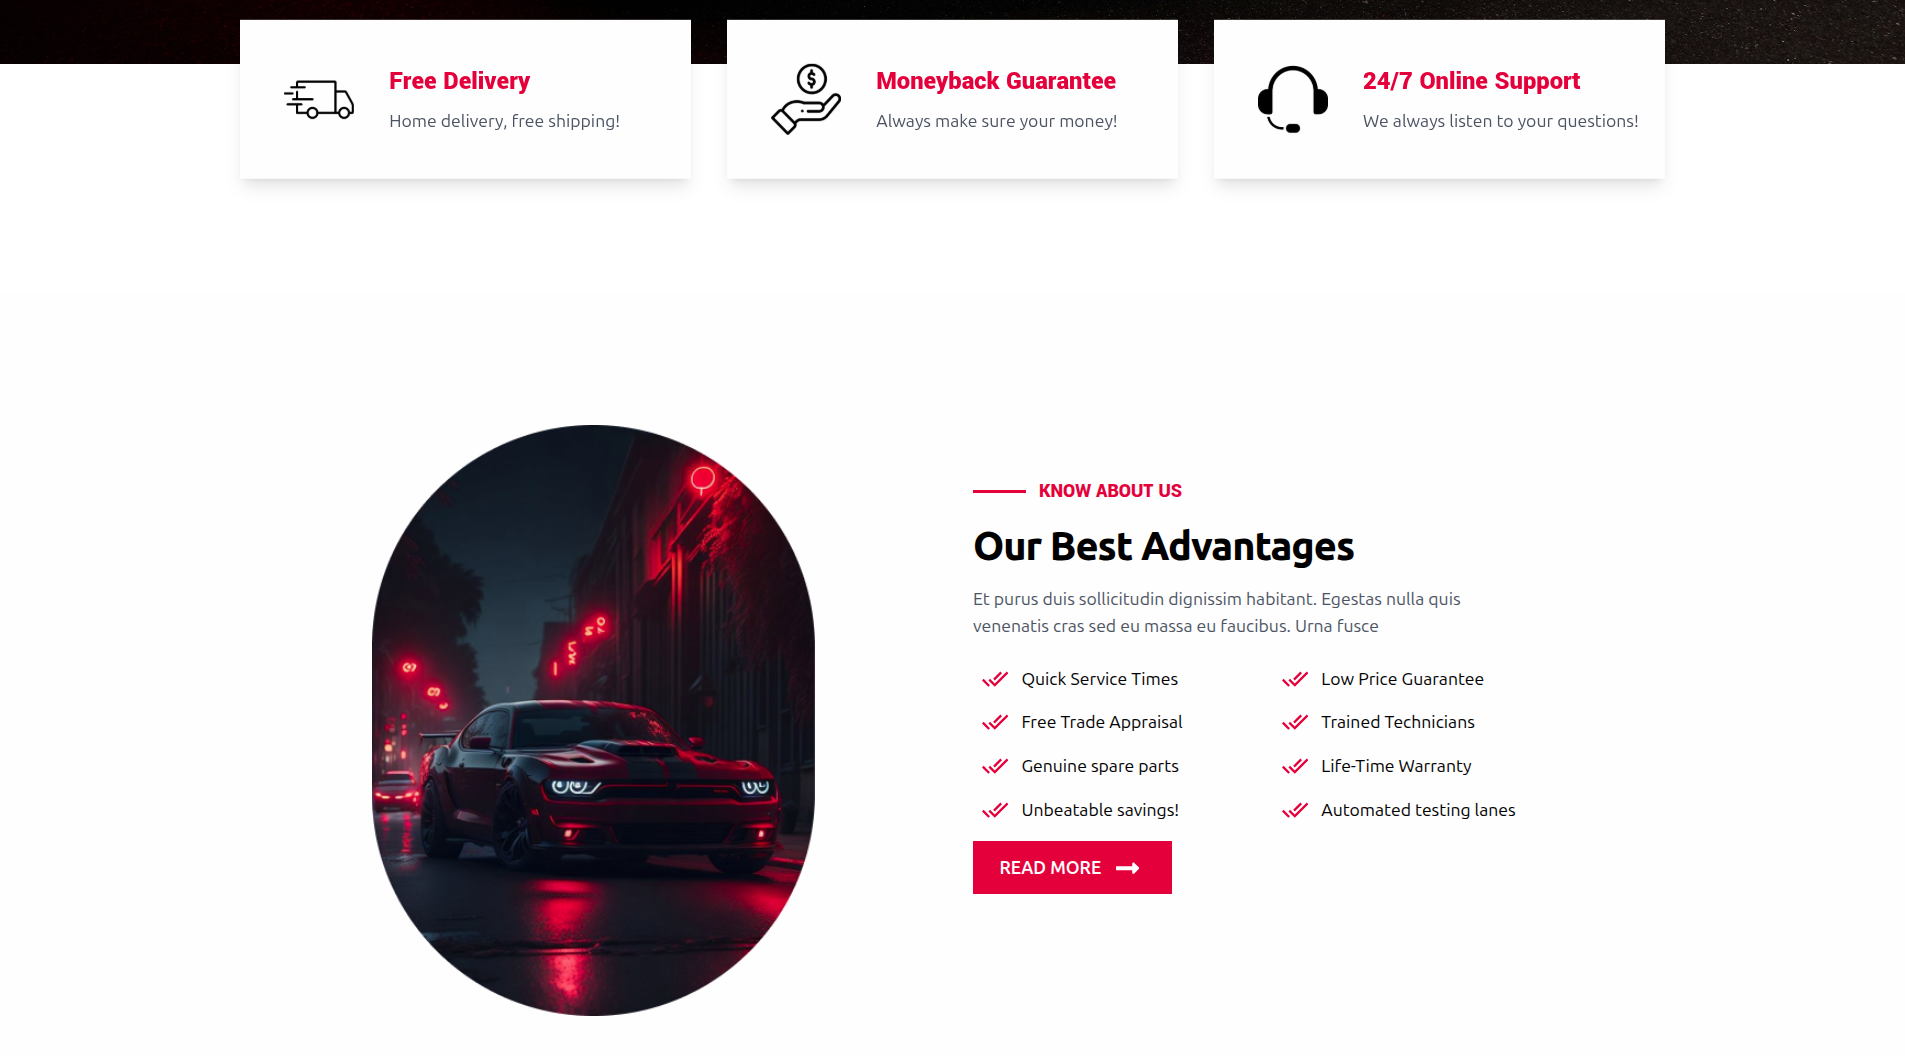 Free Delivery
Home delivery, free shipping!
Moneyback Guarantee
Always make sure your money!
24/7 Online Support
We always listen to your questions!
KNOW ABOUT US
Our Best Advantages
Et purus duis sollicitudin dignissim habitant. Egestas nulla quis
venenatis cras sed eu massa eu faucibus. Urna fusce
Quick Service Times
Low Price Guarantee
Free Trade Appraisal
Trained Technicians
Genuine spare parts
Life-Time Warranty
Unbeatable savings!
Automated testing lanes
READ MORE